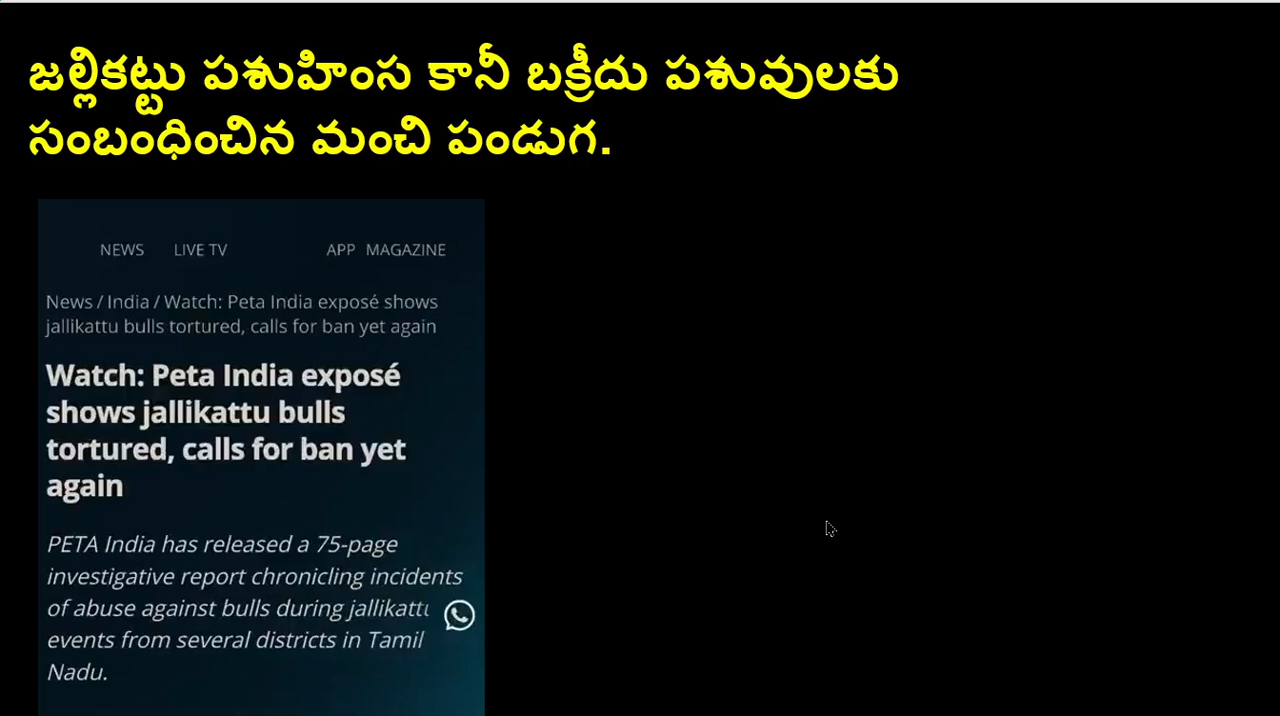 జల్లికట్టు పశుహింస కానీ బక్రీదు పశువులకు
సంబంధించిన మంచి పండుగ.
NEWS LIVE TV APP MAGAZINE
News / India / Watch: Peta India exposé shows
jallikattu bulls tortured, calls for ban yet again
Watch: Peta India exposé
shows jallikattu bulls
tortured, calls for ban yet
again
PETA India has released a 75-page
investigative report chronicling incidents
of abuse against bulls during jallikattu
events from several districts in Tamil
Nadu.